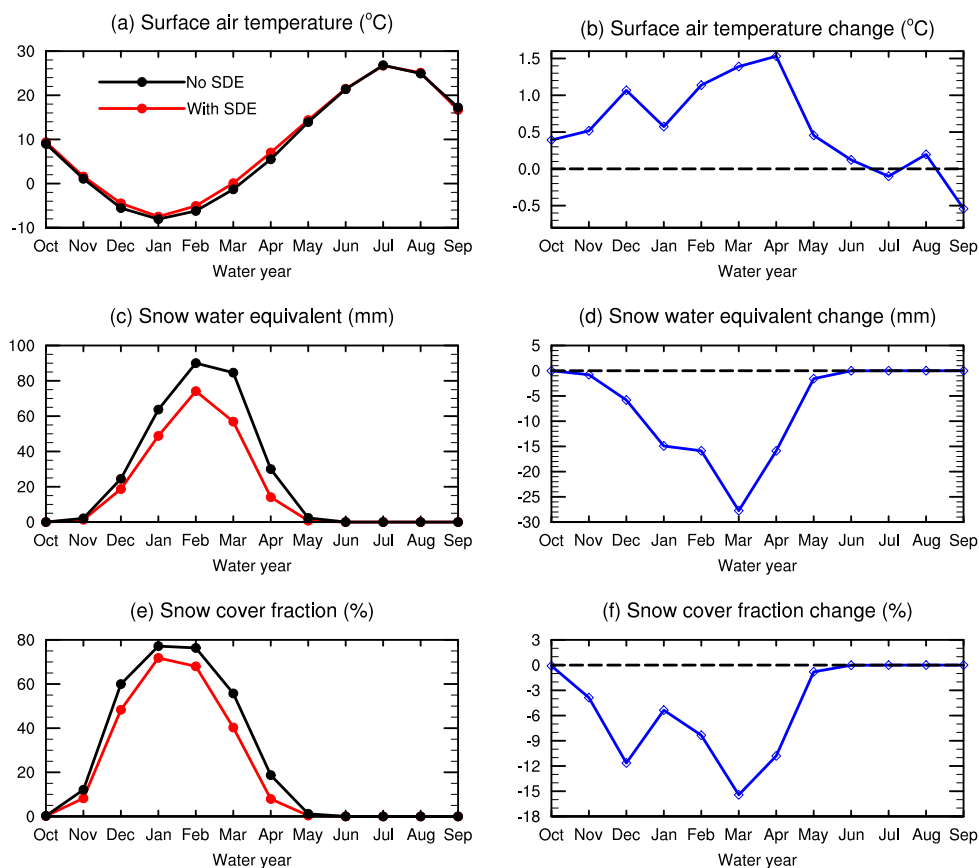 (a) Surface air temperature (°C)
30
20
10
0
-10
No SDE
With SDE
Oct Nov Dec Jan Feb Mar Apr May Jun Jul Aug Sep
Water year
(b) Surface air temperature change (°C)
1.5
1.0
0.5
0.0
-0.5
Oct Nov Dec Jan Feb Mar Apr May Jun Jul Aug Sep
Water year
(c) Snow water equivalent (mm)
100
80
60
40
20
0
Oct Nov Dec Jan Feb Mar Apr May Jun Jul Aug Sep
Water year
(d) Snow water equivalent change (mm)
5
0
-5
-10
-15
-20
-25
-30
Oct Nov Dec Jan Feb Mar Apr May Jun Jul Aug Sep
Water year
(e) Snow cover fraction (%)
80
60
40
20
0
Oct Nov Dec Jan Feb Mar Apr May Jun Jul Aug Sep
Water year
(f) Snow cover fraction change (%)
3
0
-3
-6
-9
-12
-15
-18
Oct Nov Dec Jan Feb Mar Apr May Jun Jul Aug Sep
Water year